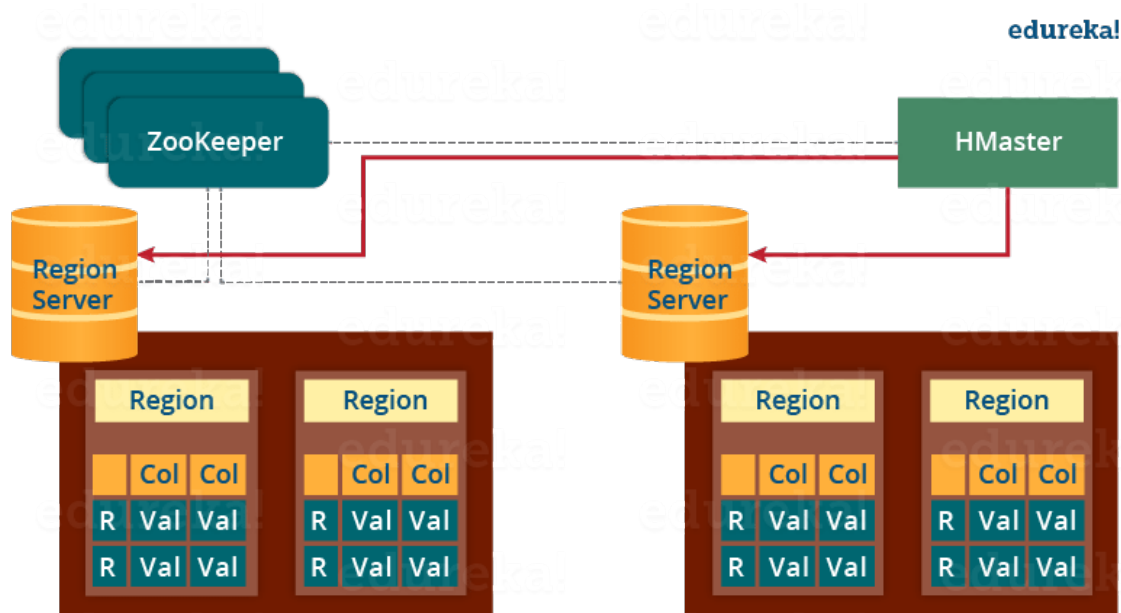 edureka!
ZooKeeper
HMaster
Region
Server
Region
Server
Region
Region
Region
Region
Col Col
Col Col
Col Col
Col Col
R Val Val
R Val Val
R Val Val
R Val Val
R Val Val
R Val Val
R Val Val
R Val Val